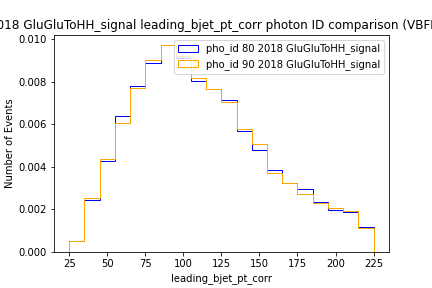 018 GluGluToHH_signal leading_bjet_pt_corr photon ID comparison (VBF
pho_id 80 2018 GluGluToHH_signal
pho_id 90 2018 GluGluToHH_signal
Number of Events
0.010
0.008
0.006
0.004
0.002
0.000
25 50 75 100 125 150 175 200 225
leading_bjet_pt_corr